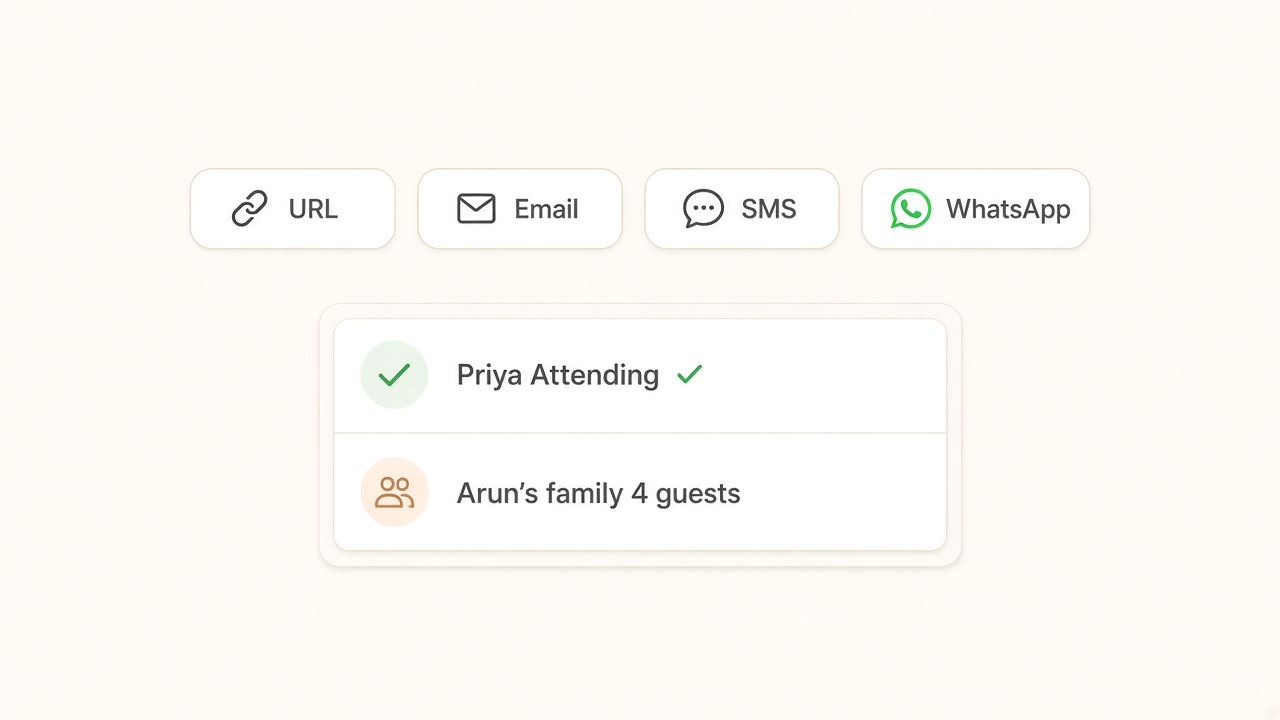 URL
Email
SMS
WhatsApp
Priya Attending
Arun’s family 4 guests